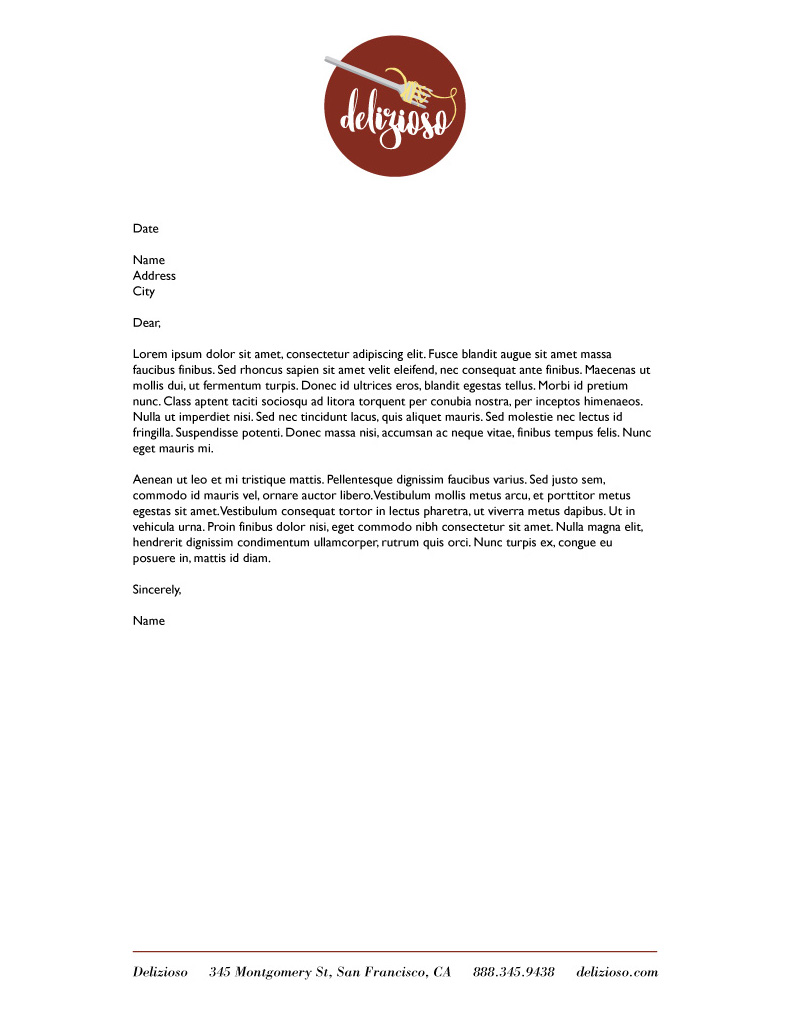 delizioso
Date
Name
Address
City
Dear,
Lorem ipsum dolor sit amet, consectetur adipiscing elit. Fusce blandit augue sit amet massa
faucibus finibus. Sed rhoncus sapien sit amet velit eleifend, nec consequat ante finibus. Maecenas ut
mollis dui, ut fermentum turpis. Donec id ultrices eros, blandit egestas tellus. Morbi id pretium
nunc. Class aptent taciti sociosqu ad litora torquent per conubia nostra, per inceptos himenaeos.
Nulla ut imperdiet nisi. Sed nec tincidunt lacus, quis aliquet mauris. Sed molestie nec lectus id
fringilla. Suspendisse potenti. Donec massa nisi, accumsan ac neque vitae, finibus tempus felis. Nunc
eget mauris mi.
Aenean ut leo et mi tristique mattis. Pellentesque dignissim faucibus varius. Sed justo sem,
commodo id mauris vel, ornare auctor libero.Vestibulum mollis metus arcu, et porttitor metus
egestas sit amet.Vestibulum consequat tortor in lectus pharetra, ut viverra metus dapibus. Ut in
vehicula urna. Proin finibus dolor nisi, eget commodo nibh consectetur sit amet. Nulla magna elit,
hendrerit dignissim condimentum ullamcorper, rutrum quis orci. Nunc turpis ex, congue eu
posuere in, mattis id diam.
Sincerely,
Name
Delizioso 345 Montgomery St, San Francisco, CA 888.345.9438 delizioso.com